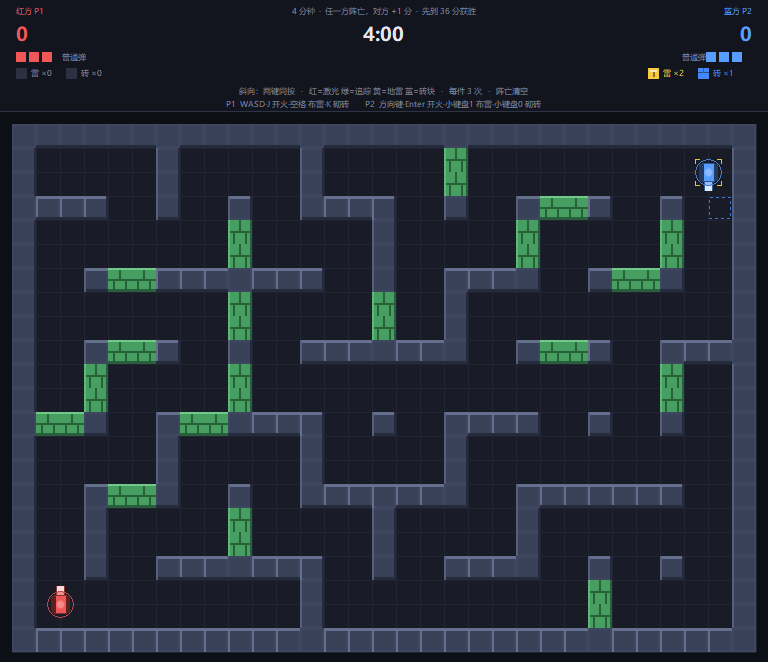 红方 P1
4 分钟 · 任一方阵亡，对方 +1 分 · 先到 36 分获胜
蓝方 P2
0
4:00
0
普通弹
普通弹
雷 ×0
砖 ×0
雷 ×2
砖 ×1
斜向：两键同按 · 红=激光 绿=追踪 黄=地雷 蓝=砖块 · 每件 3 次 · 阵亡清空
P1 WASD·J 开火·空格 布雷·K 砌砖 P2 方向键·Enter 开火·小键盘1 布雷·小键盘0 砌砖